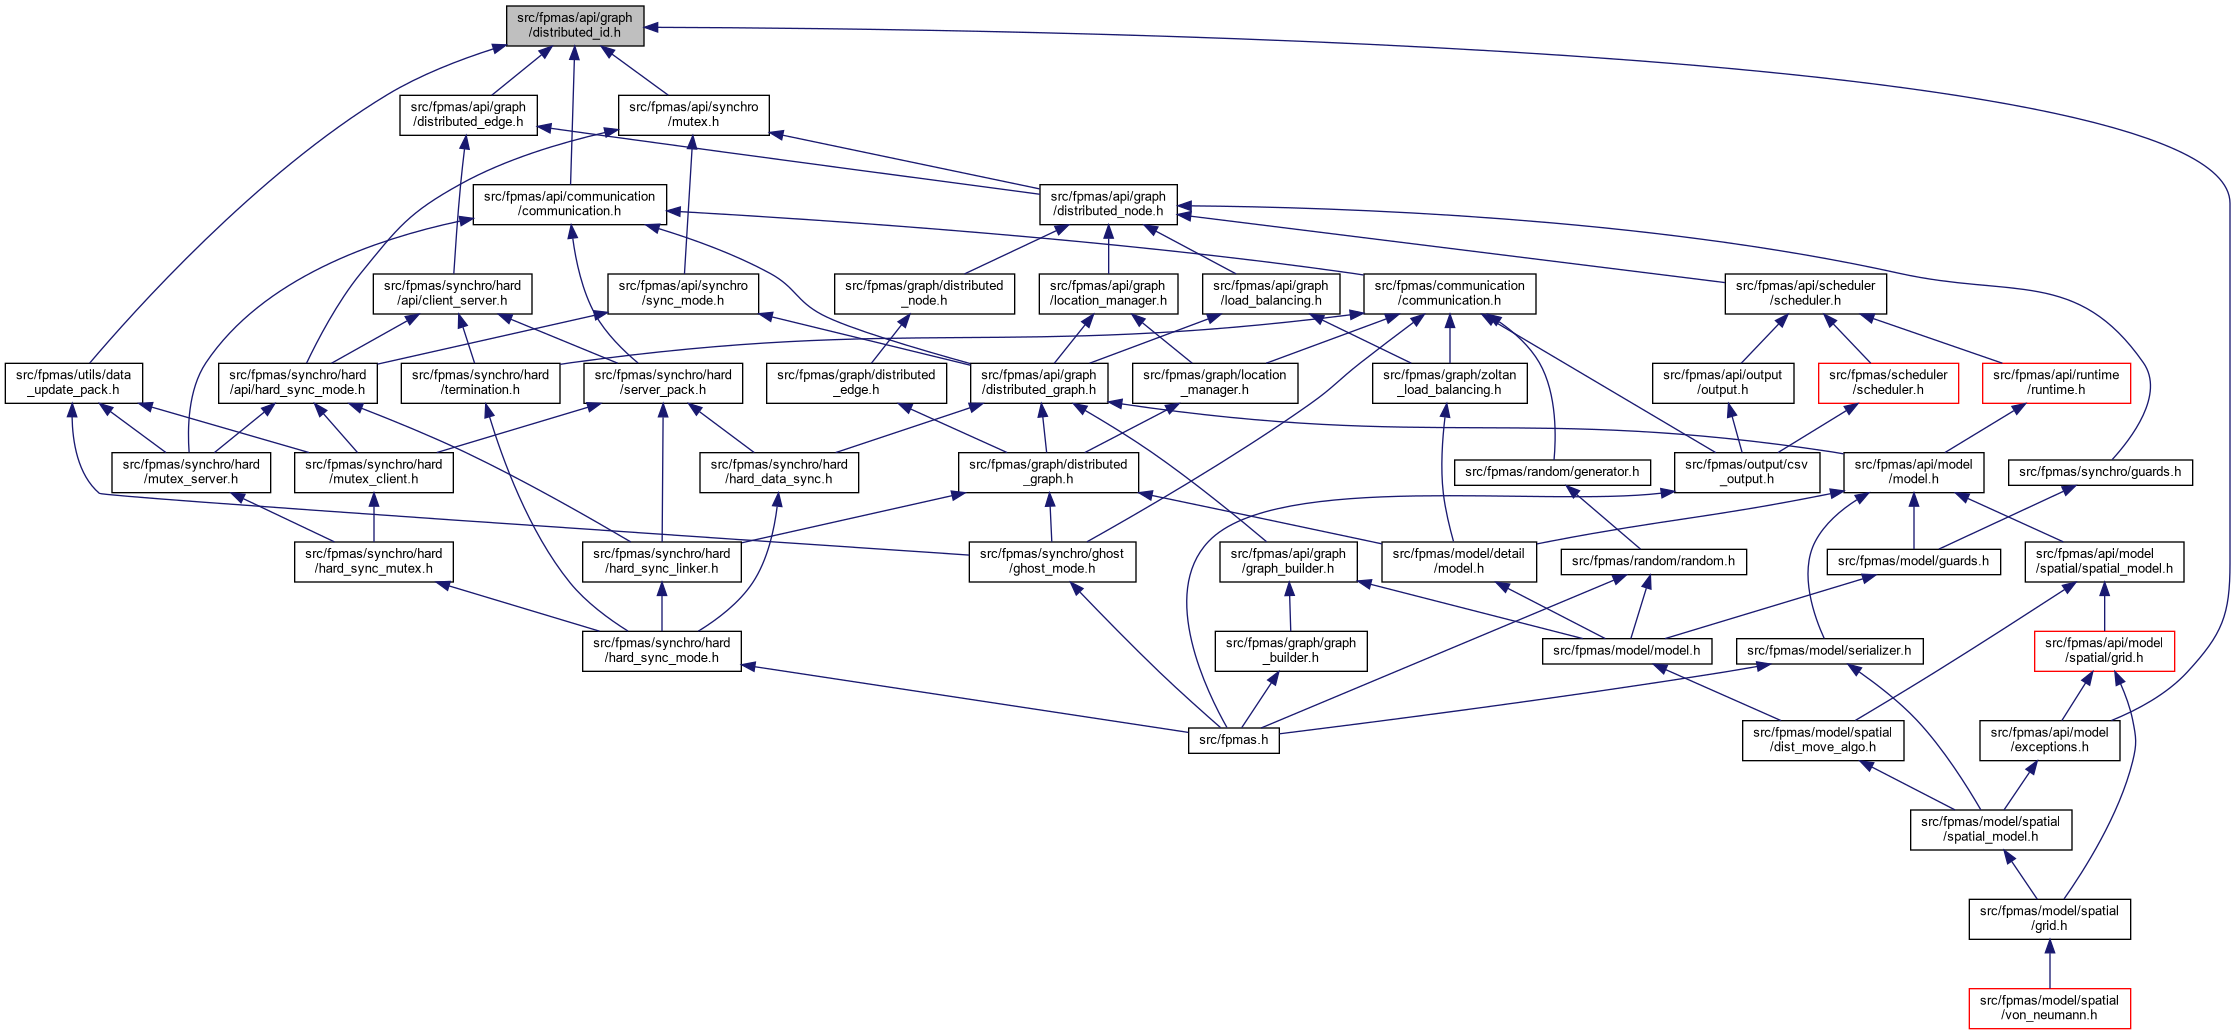 src/fpmas/api/graph
/distributed_id.h
src/fpmas/api/graph
/distributed_edge.h
src/fpmas/api/synchro
/mutex.h
src/fpmas/api/communication
/communication.h
src/fpmas/api/graph
/distributed_node.h
src/fpmas/synchro/hard
/api/client_server.h
src/fpmas/api/synchro
/sync_mode.h
src/fpmas/graph/distributed
_node.h
src/fpmas/api/graph
/location_manager.h
src/fpmas/api/graph
/load_balancing.h
src/fpmas/communication
/communication.h
src/fpmas/api/scheduler
/scheduler.h
src/fpmas/utils/data
_update_pack.h
src/fpmas/synchro/hard
/api/hard_sync_mode.h
src/fpmas/synchro/hard
/termination.h
src/fpmas/synchro/hard
/server_pack.h
src/fpmas/graph/distributed
_edge.h
src/fpmas/api/graph
/distributed_graph.h
src/fpmas/graph/location
_manager.h
src/fpmas/graph/zoltan
_load_balancing.h
src/fpmas/api/output
/output.h
src/fpmas/scheduler
/scheduler.h
src/fpmas/api/runtime
/runtime.h
src/fpmas/synchro/hard
/mutex_server.h
src/fpmas/synchro/hard
/mutex_client.h
src/fpmas/synchro/hard
/hard_data_sync.h
src/fpmas/graph/distributed
_graph.h
src/fpmas/random/generator.h
src/fpmas/output/csv
_output.h
src/fpmas/api/model
/model.h
src/fpmas/synchro/guards.h
src/fpmas/synchro/hard
/hard_sync_mutex.h
src/fpmas/synchro/hard
/hard_sync_linker.h
src/fpmas/synchro/ghost
/ghost_mode.h
src/fpmas/api/graph
/graph_builder.h
src/fpmas/model/detail
/model.h
src/fpmas/random/random.h
src/fpmas/model/guards.h
src/fpmas/api/model
/spatial/spatial_model.h
src/fpmas/synchro/hard
/hard_sync_mode.h
src/fpmas/graph/graph
_builder.h
src/fpmas/model/model.h
src/fpmas/model/serializer.h
src/fpmas/api/model
/spatial/grid.h
src/fpmas.h
src/fpmas/model/spatial
/dist_move_algo.h
src/fpmas/api/model
/exceptions.h
src/fpmas/model/spatial
/spatial_model.h
src/fpmas/model/spatial
/grid.h
src/fpmas/model/spatial
/von_neumann.h